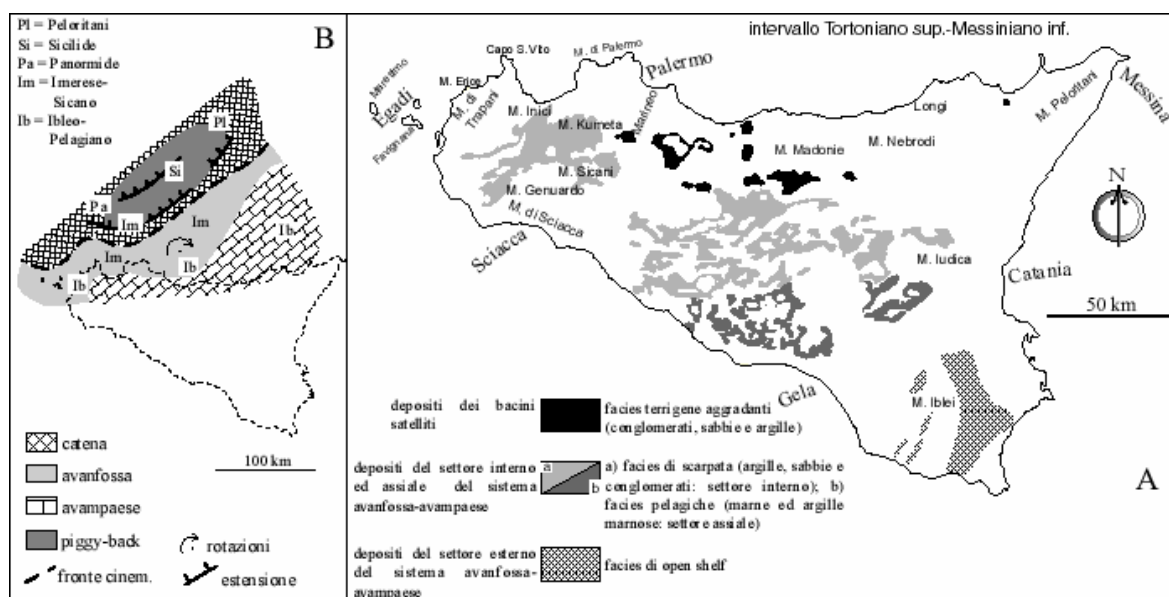 Pl = Peloritani
Si = Sicilide
Pa = Panormide
Im = Imerese-
Sicano
Ib = Ibleo-
Pelagiano
B
Pl
Si
Pa
Im
Im
Im
Ib
Ib
Ib
100 km
catena
avanfossa
avampaese
piggy-back
fronte cinem.
rotazioni
estensione
intervallo Tortoniano sup.-Messiniano inf.
Capo S.Vito
M. di Palermo
Palermo
Marettimo
Egadi
Favignana
M. Erice
M. di
Trapani
M. Inici
M. Kumeta
Marineo
M. Sicani
M. Genuardo
M. di Sciacca
Sciacca
M. Madonie
M. Nebrodi
Longi
M. Peloritani
Messina
N
M. Iudica
Catania
50 km
Gela
M. Iblei
A
depositi dei bacini
satelliti
facies terrigene aggradanti
(conglomerati, sabbie e argille)
depositi del settore interno
ed assiale del sistema
avanfossa-avampaese
a
b
a) facies di scarpata (argille, sabbie e
conglomerati: settore interno); b)
facies pelagiche (marne ed argille
marnose: settore assiale)
depositi del settore esterno
del sistema avanfossa-
avampaese
facies di open shelf